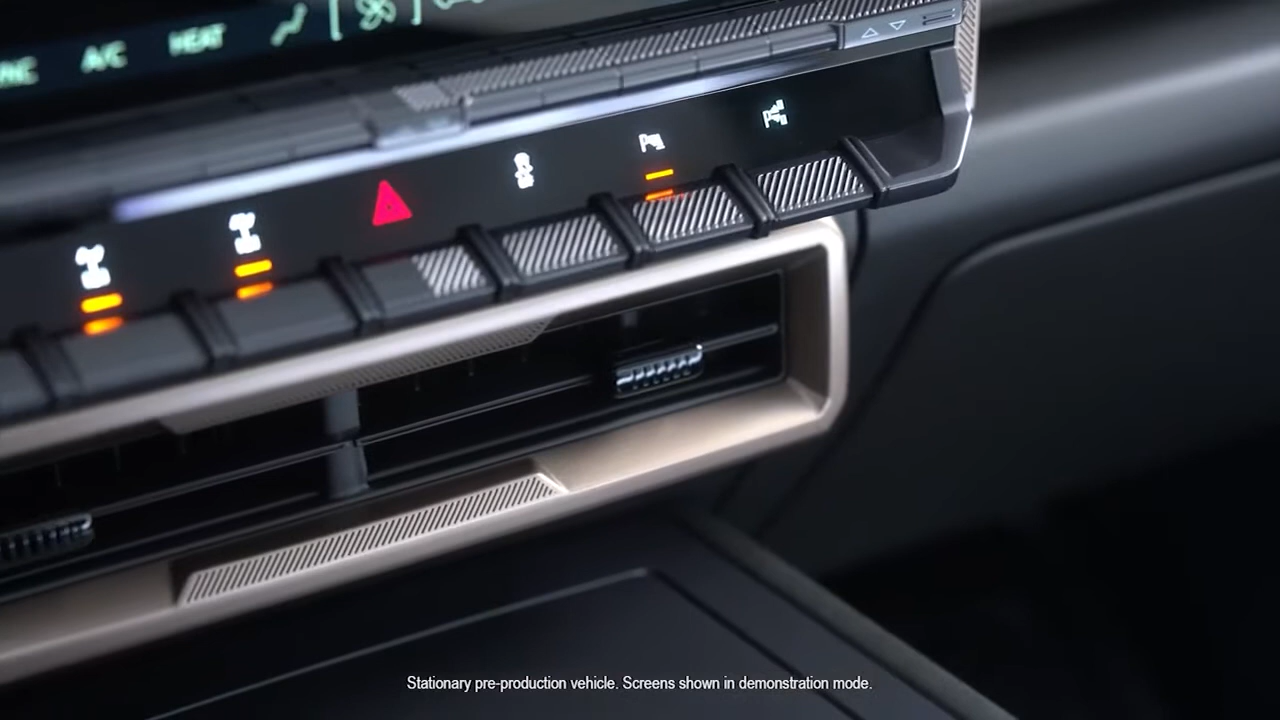 A/C HEAT
Stationary pre-production vehicle. Screens shown in demonstration mode.